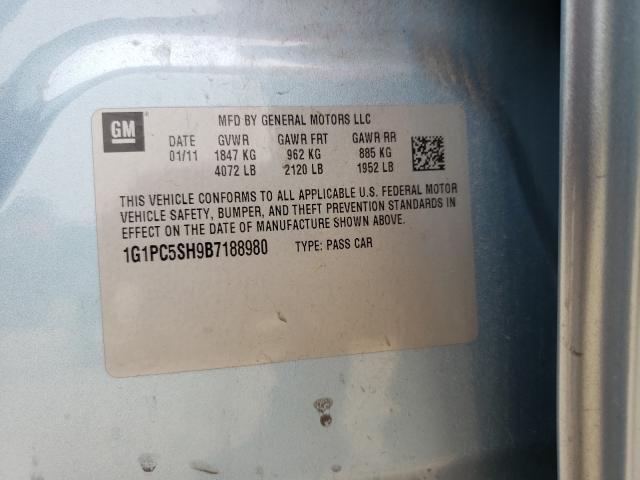 GM
MFD BY GENERAL MOTORS LLC
DATE GVWR GAWR FRT GAWR RR
01/11 1847 KG 962 KG 885 KG
4072 LB 2120 LB 1952 LB
THIS VEHICLE CONFORMS TO ALL APPLICABLE U.S. FEDERAL MOTOR
VEHICLE SAFETY, BUMPER, AND THEFT PREVENTION STANDARDS IN
EFFECT ON THE DATE OF MANUFACTURE SHOWN ABOVE.
1G1PC5SH9B7188980 TYPE: PASS CAR